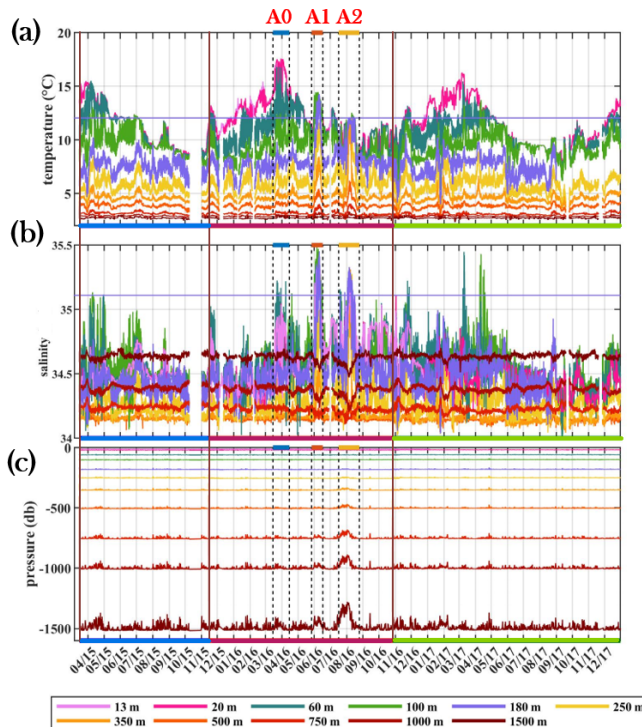 A0 A1 A2
(a)
20
15
10
5
temperature (°C)
(b)
35.5
35
34.5
34
salinity
(c)
0
-500
-1000
-1500
pressure (db)
04/15 05/15 06/15 07/15 08/15 09/15 10/15 11/15 12/15 01/16 02/16 03/16 04/16 05/16 06/16 07/16 08/16 09/16 10/16 11/16 12/16 01/17 02/17 03/17 04/17 05/17 06/17 07/17 08/17 09/17 10/17 11/17 12/17
13 m 20 m 60 m 100 m 180 m 250 m
350 m 500 m 750 m 1000 m 1500 m